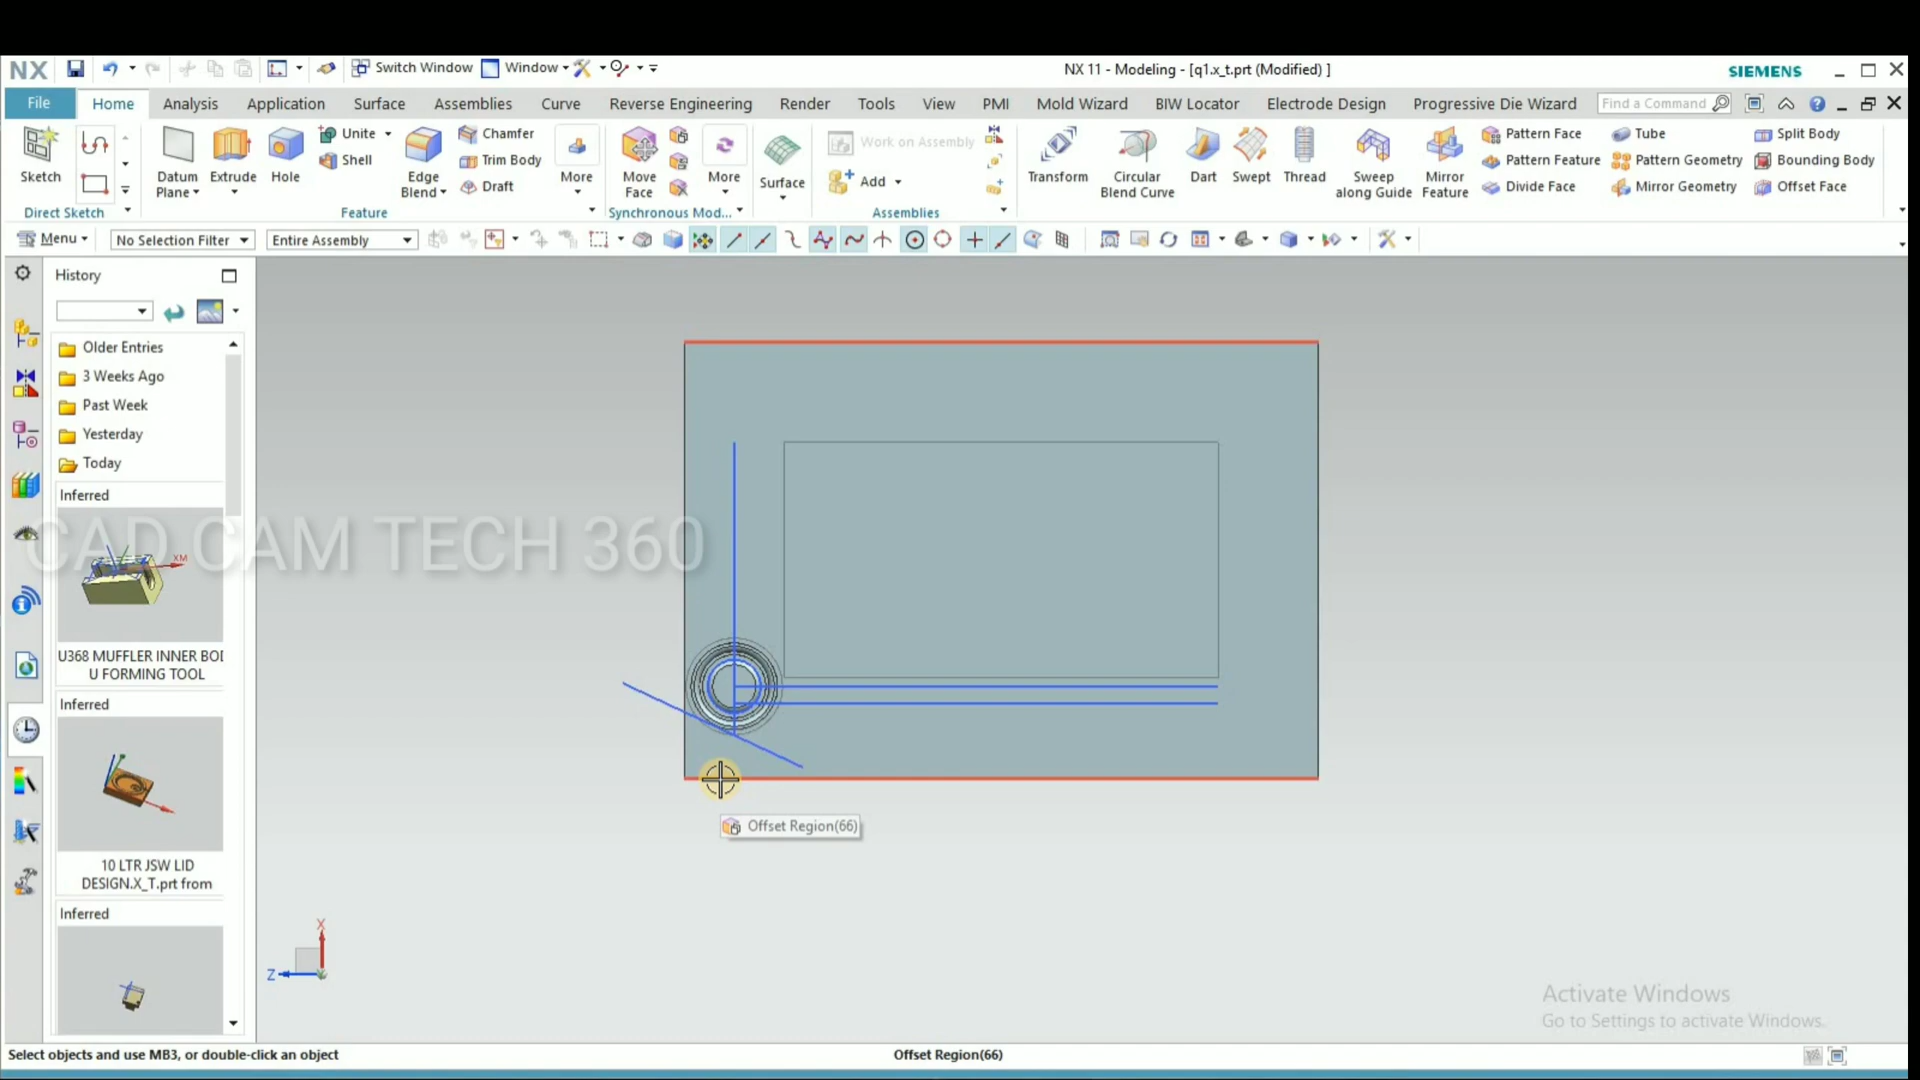 NX
Switch Window
Window
NX 11 - Modeling - [q1.x_t.prt (Modified) ]
SIEMENS
File
Home
Analysis
Application
Surface
Assemblies
Curve
Reverse Engineering
Render
Tools
View
PMI
Mold Wizard
BIW Locator
Electrode Design
Progressive Die Wizard
Find a Command
Sketch
Datum Plane
Extrude
Hole
Unite
Shell
Edge Blend
Chamfer
Trim Body
Draft
More
Move Face
More
Surface
Work on Assembly
Add
Transform
Circular Blend Curve
Dart
Swept
Thread
Sweep along Guide
Mirror Feature
Pattern Face
Pattern Feature
Divide Face
Tube
Pattern Geometry
Mirror Geometry
Split Body
Bounding Body
Offset Face
Direct Sketch
Feature
Synchronous Mod...
Assemblies
Menu
No Selection Filter
Entire Assembly
History
Older Entries
3 Weeks Ago
Past Week
Yesterday
Today
Inferred
XM
U368 MUFFLER INNER BOD
U FORMING TOOL
Inferred
10 LTR JSW LID
DESIGN.X_T.prt from
Inferred
CAD CAM TECH 360
Offset Region(66)
X
Z
Activate Windows
Go to Settings to activate Windows.
Select objects and use MB3, or double-click an object
Offset Region(66)